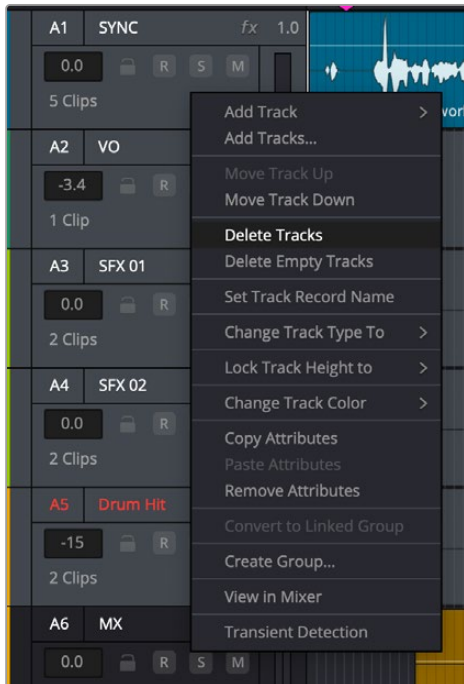 A1 SYNC fx 1.0
0.0 R S M
5 Clips
A2 VO
-3.4 R
1 Clip
A3 SFX 01
0.0 R
2 Clips
A4 SFX 02
0.0 R
2 Clips
A5 Drum Hit
-15 R
2 Clips
A6 MX
0.0 R S M
Add Track >
Add Tracks...
Move Track Up
Move Track Down
Delete Tracks
Delete Empty Tracks
Set Track Record Name
Change Track Type To >
Lock Track Height to >
Change Track Color >
Copy Attributes
Paste Attributes
Remove Attributes
Convert to Linked Group
Create Group...
View in Mixer
Transient Detection